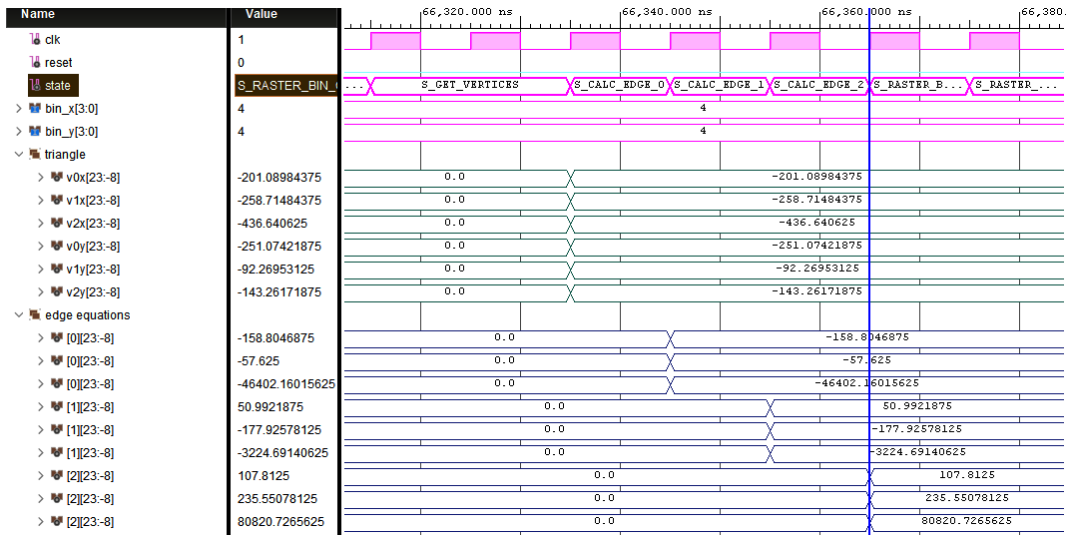 Name Value 66,320.000 ns 66,340.000 ns 66,360.000 ns 66,380.
clk 1
reset 0
state S_RASTER_BIN_ ... S_GET_VERTICES S_CALC_EDGE_0 S_CALC_EDGE_1 S_CALC_EDGE_2 S_RASTER_B... S_RASTER_...
bin_x[3:0] 4 4
bin_y[3:0] 4 4
triangle
v0x[23:-8] -201.08984375 0.0 -201.08984375
v1x[23:-8] -258.71484375 0.0 -258.71484375
v2x[23:-8] -436.640625 0.0 -436.640625
v0y[23:-8] -251.07421875 0.0 -251.07421875
v1y[23:-8] -92.26953125 0.0 -92.26953125
v2y[23:-8] -143.26171875 0.0 -143.26171875
edge equations
[0][23:-8] -158.8046875 0.0 -158.8046875
[0][23:-8] -57.625 0.0 -57.625
[0][23:-8] -46402.16015625 0.0 -46402.16015625
[1][23:-8] 50.9921875 0.0 50.9921875
[1][23:-8] -177.92578125 0.0 -177.92578125
[1][23:-8] -3224.69140625 0.0 -3224.69140625
[2][23:-8] 107.8125 0.0 107.8125
[2][23:-8] 235.55078125 0.0 235.55078125
[2][23:-8] 80820.7265625 0.0 80820.7265625